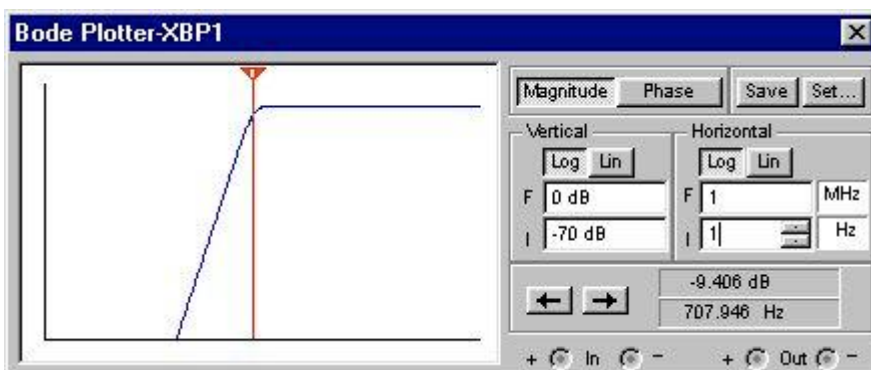 Bode Plotter-XBP1
Magnitude Phase Save Set...
Vertical Horizontal
Log Lin Log Lin
F 0 dB F 1 MHz
I -70 dB I 1 Hz
-9.406 dB
707.946 Hz
+ In - + Out -